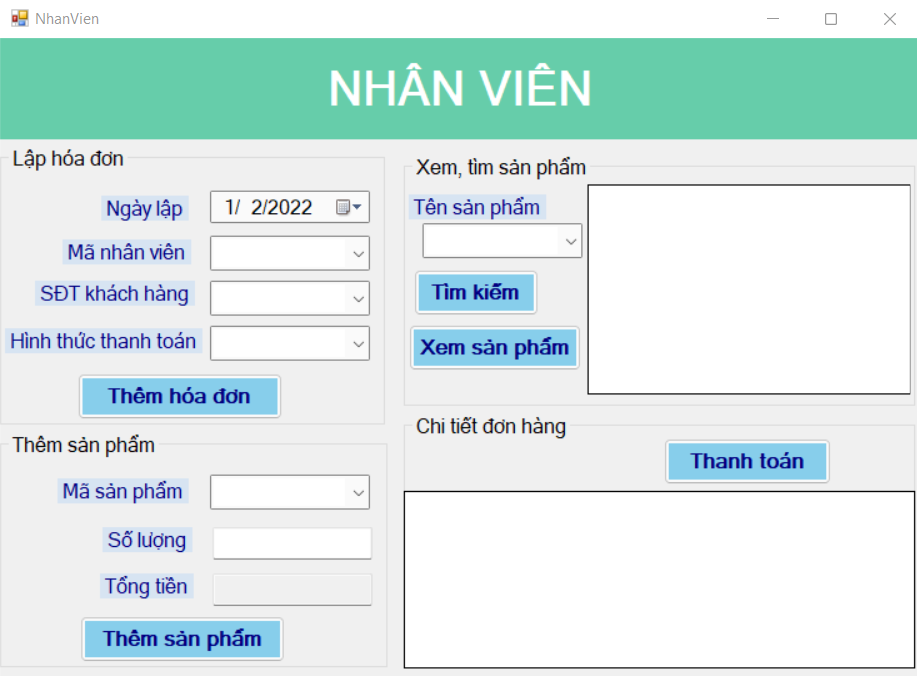 NhanVien
NHÂN VIÊN
Lập hóa đơn
Ngày lập
1/ 2/2022
Mã nhân viên
SĐT khách hàng
Hình thức thanh toán
Thêm hóa đơn
Thêm sản phẩm
Mã sản phẩm
Số lượng
Tổng tiền
Thêm sản phẩm
Xem, tìm sản phẩm
Tên sản phẩm
Tìm kiếm
Xem sản phẩm
Chi tiết đơn hàng
Thanh toán